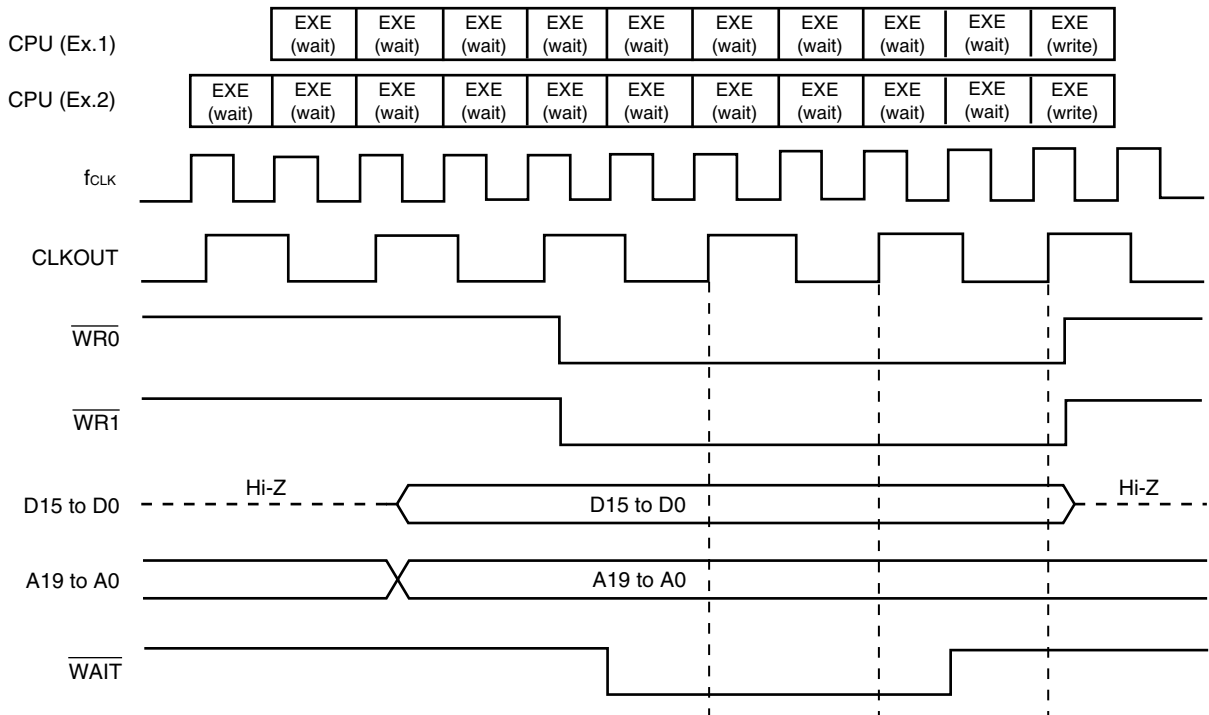 CPU (Ex.1) EXE (wait) EXE (wait) EXE (wait) EXE (wait) EXE (wait) EXE (wait) EXE (wait) EXE (wait) EXE (wait) EXE (write)
CPU (Ex.2) EXE (wait) EXE (wait) EXE (wait) EXE (wait) EXE (wait) EXE (wait) EXE (wait) EXE (wait) EXE (wait) EXE (wait) EXE (write)
fCLK
CLKOUT
WR0
WR1
Hi-Z Hi-Z
D15 to D0 D15 to D0
A19 to A0 A19 to A0
WAIT